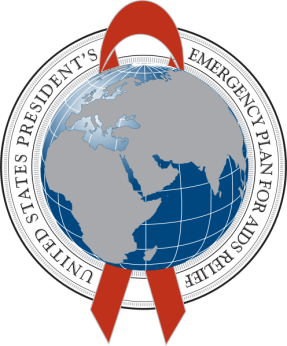 UNITED STATES PRESIDENT'S
EMERGENCY PLAN FOR AIDS RELIEF